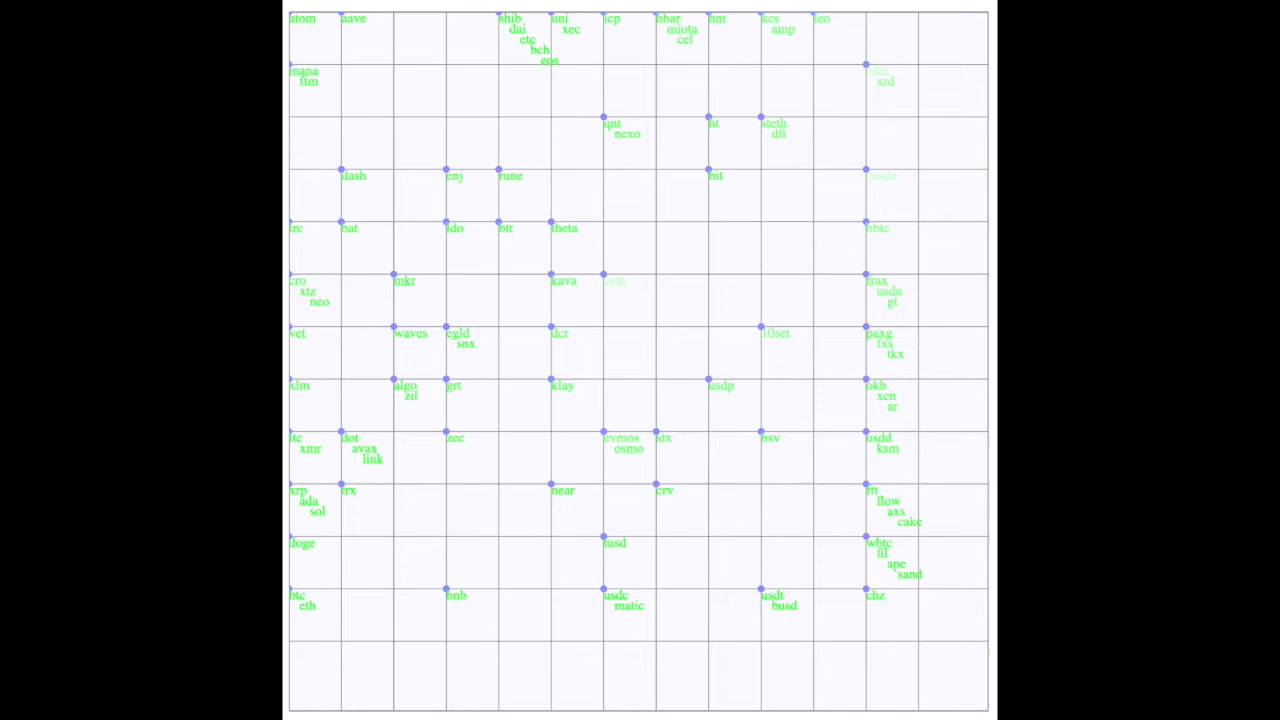 atom aave shib uni icp hbar hnt kcs leo
dai xec miota amp
etc cel
bch
eos
mana
ftm xrd
qnt ht steth
nexo dfi
dash enj rune bit
lrc bat ldo btt theta hbtc
cro mkr kava frax
xtz usdn
neo gt
vet waves egld dcr 10set paxg
snx fxs
tkx
xlm algo grt klay usdp okb
zil xcn
ar
ltc dot zec evmos stx bsv usdd
xmr avax osmo ksm
link
xrp trx near crv rtt
ada flow
sol axs
cake
doge tusd wbtc
fil
ape
sand
btc bnb usdc usdt chz
eth matic busd